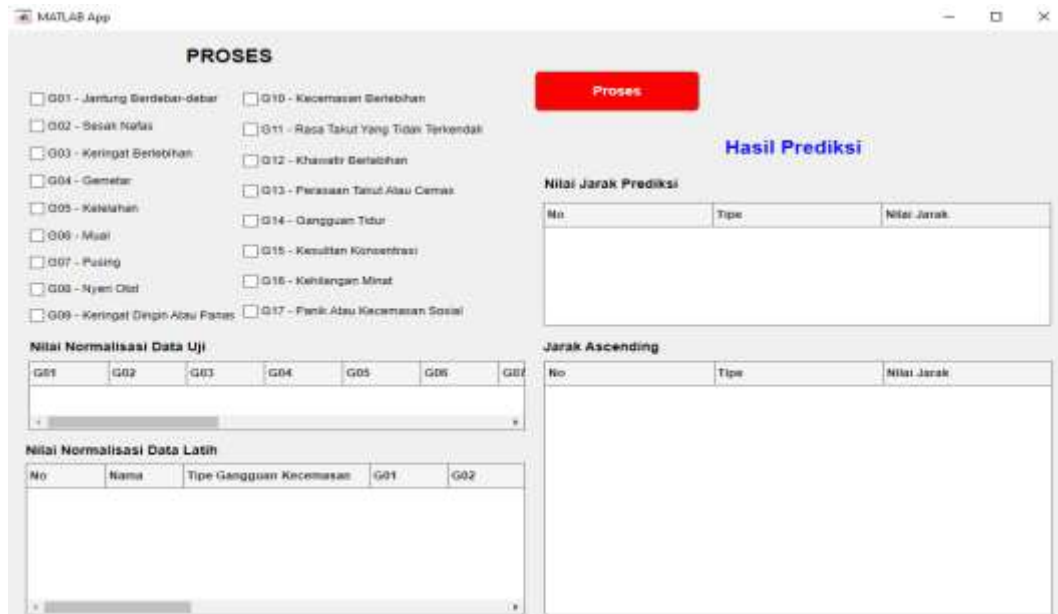 MATLAB App
PROSES
G01 - Jantung Berdebar-debar
G02 - Sesak Nafas
G03 - Keringat Berlebihan
G04 - Gemetar
G05 - Kelelahan
G06 - Mual
G07 - Pusing
G08 - Nyeri Otot
G09 - Keringat Dingin Atau Panas
G10 - Kecemasan Berlebihan
G11 - Rasa Takut Yang Tidak Terkendali
G12 - Khawatir Berlebihan
G13 - Perasaan Takut Atau Cemas
G14 - Gangguan Tidur
G15 - Kesulitan Konsentrasi
G16 - Kehilangan Minat
G17 - Panik Atau Kecemasan Sosial
Proses
Hasil Prediksi
Nilai Jarak Prediksi
No Tipe Nilai Jarak
Nilai Normalisasi Data Uji
G01 G02 G03 G04 G05 G06 G07
Nilai Normalisasi Data Latih
No Nama Tipe Gangguan Kecemasan G01 G02
Jarak Ascending
No Tipe Nilai Jarak